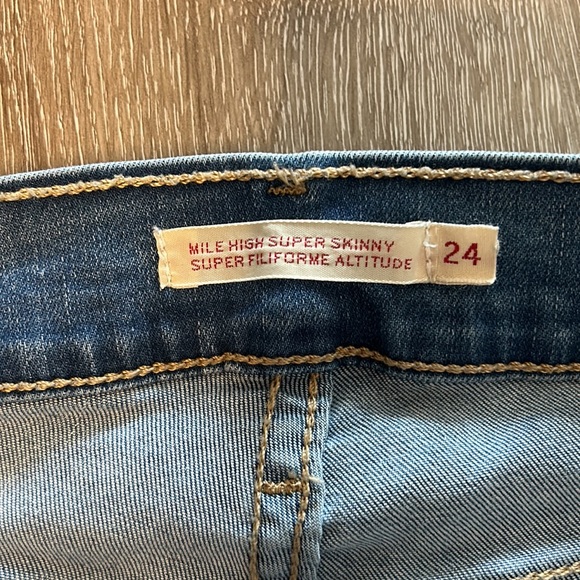 MILE HIGH SUPER SKINNY
SUPER FILIFORME ALTITUDE
24